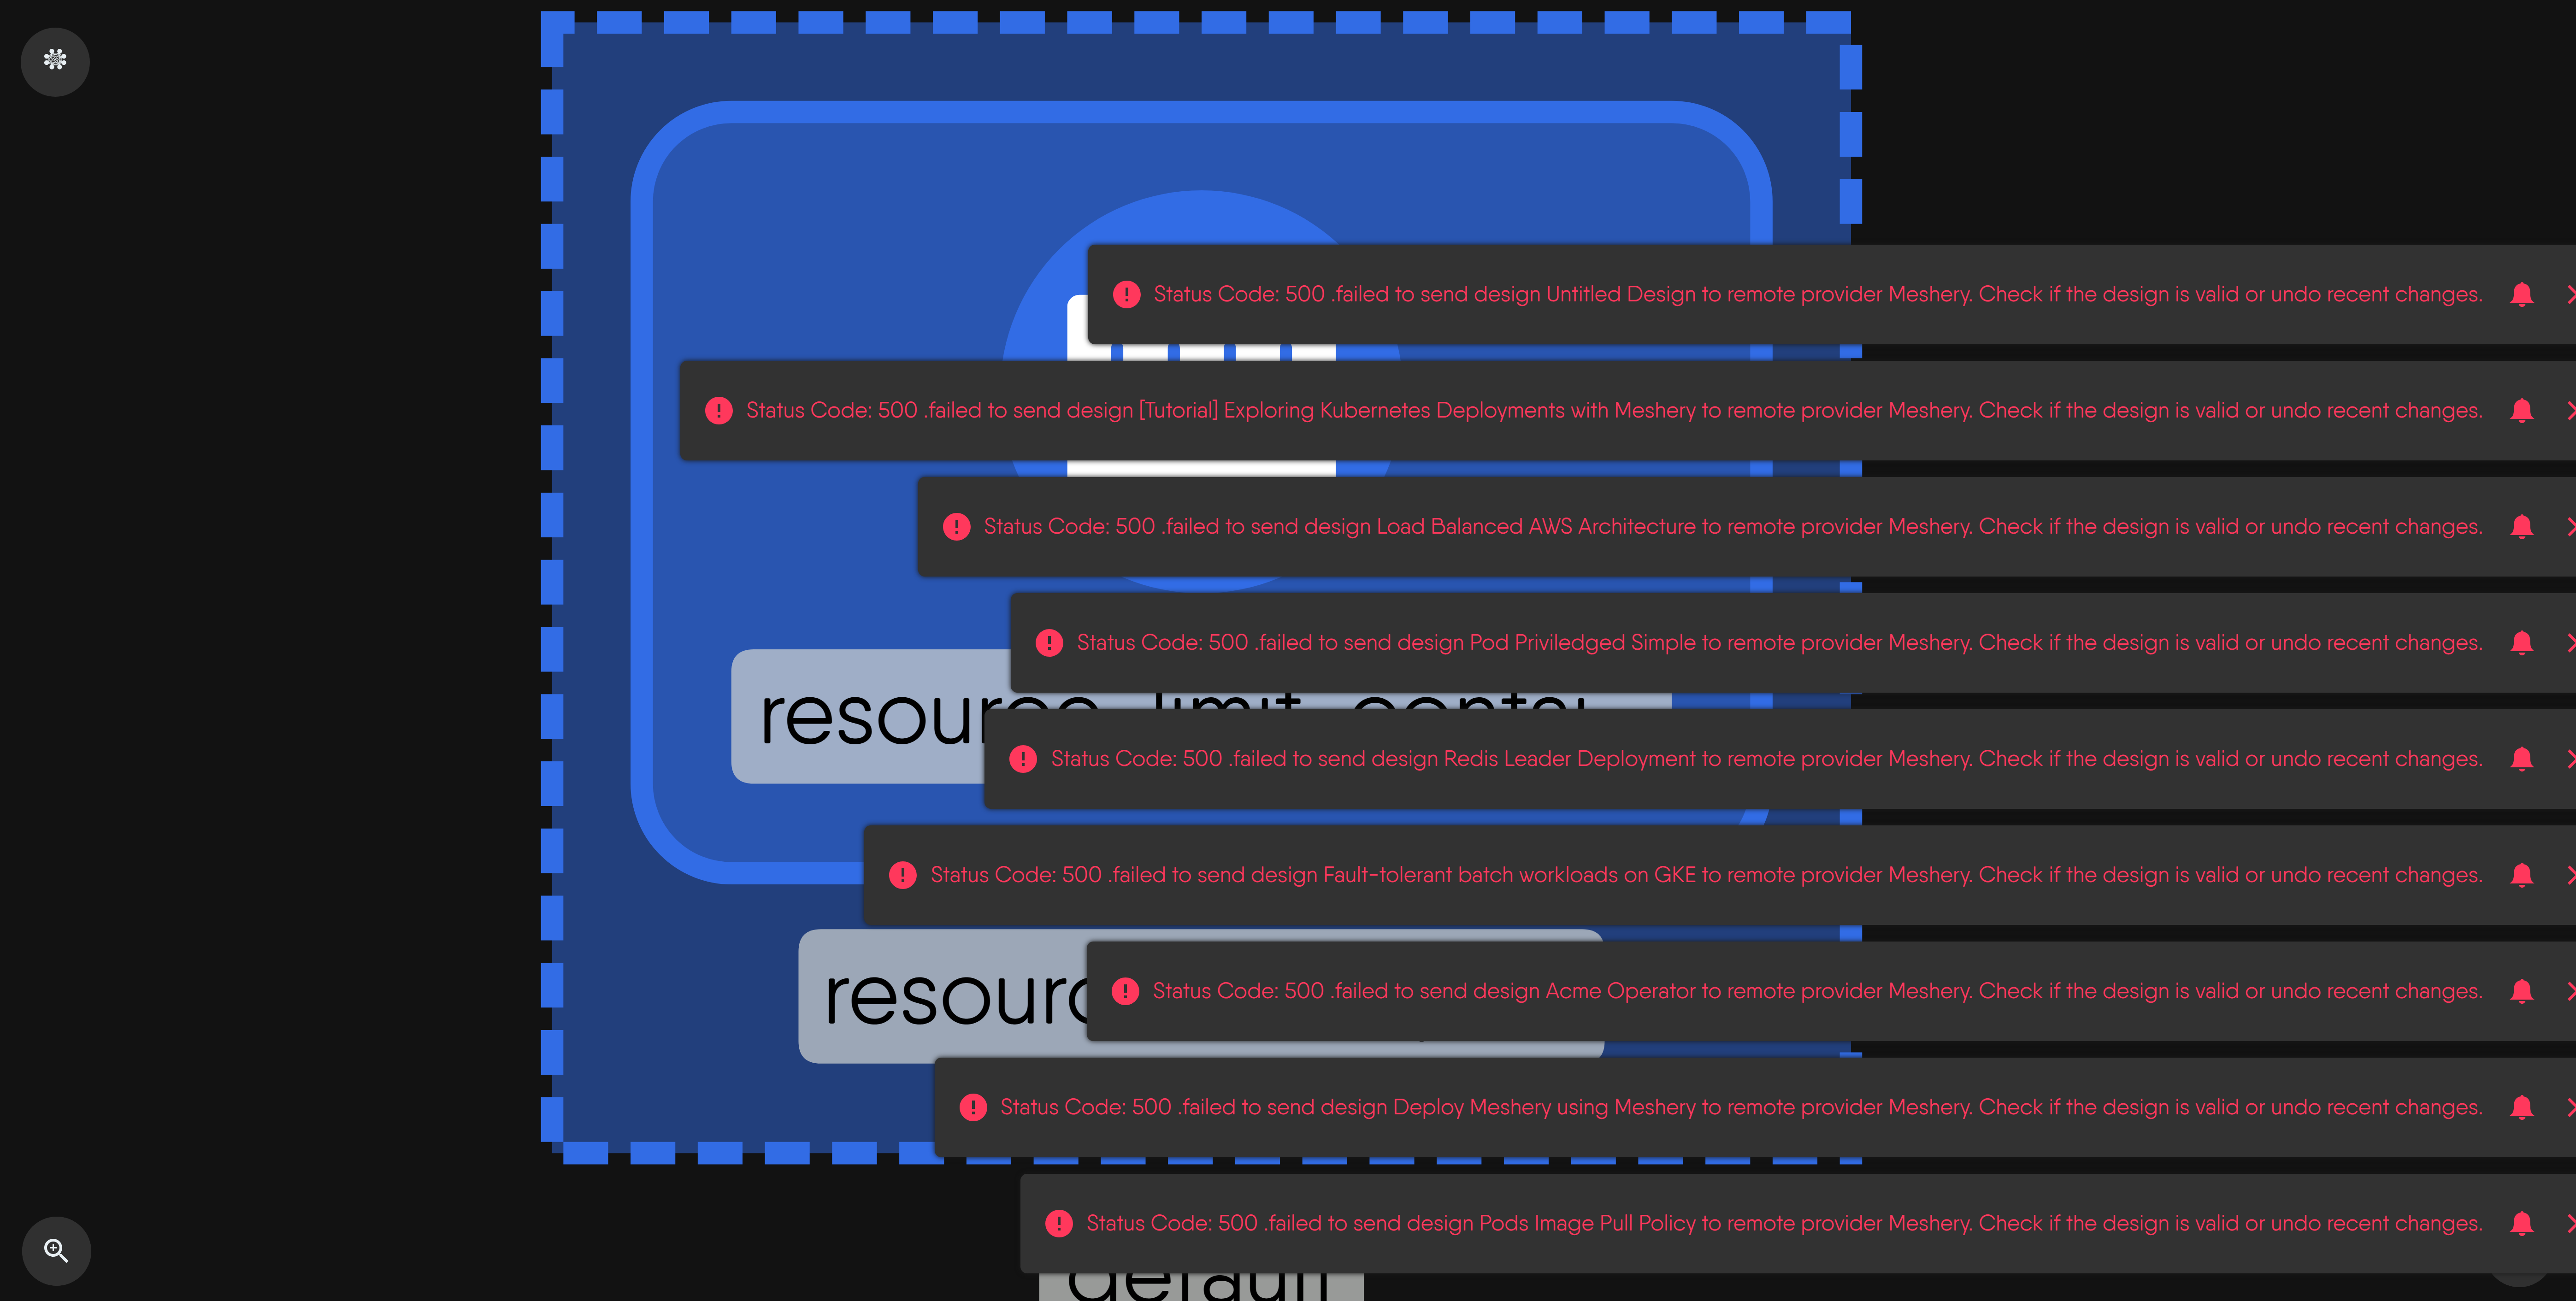 Status Code: 500 .failed to send design Untitled Design to remote provider Meshery. Check if the design is valid or undo recent changes.
Status Code: 500 .failed to send design [Tutorial] Exploring Kubernetes Deployments with Meshery to remote provider Meshery. Check if the design is valid or undo recent changes.
Status Code: 500 .failed to send design Load Balanced AWS Architecture to remote provider Meshery. Check if the design is valid or undo recent changes.
Status Code: 500 .failed to send design Pod Priviledged Simple to remote provider Meshery. Check if the design is valid or undo recent changes.
Status Code: 500 .failed to send design Redis Leader Deployment to remote provider Meshery. Check if the design is valid or undo recent changes.
Status Code: 500 .failed to send design Fault-tolerant batch workloads on GKE to remote provider Meshery. Check if the design is valid or undo recent changes.
Status Code: 500 .failed to send design Acme Operator to remote provider Meshery. Check if the design is valid or undo recent changes.
Status Code: 500 .failed to send design Deploy Meshery using Meshery to remote provider Meshery. Check if the design is valid or undo recent changes.
Status Code: 500 .failed to send design Pods Image Pull Policy to remote provider Meshery. Check if the design is valid or undo recent changes.
default